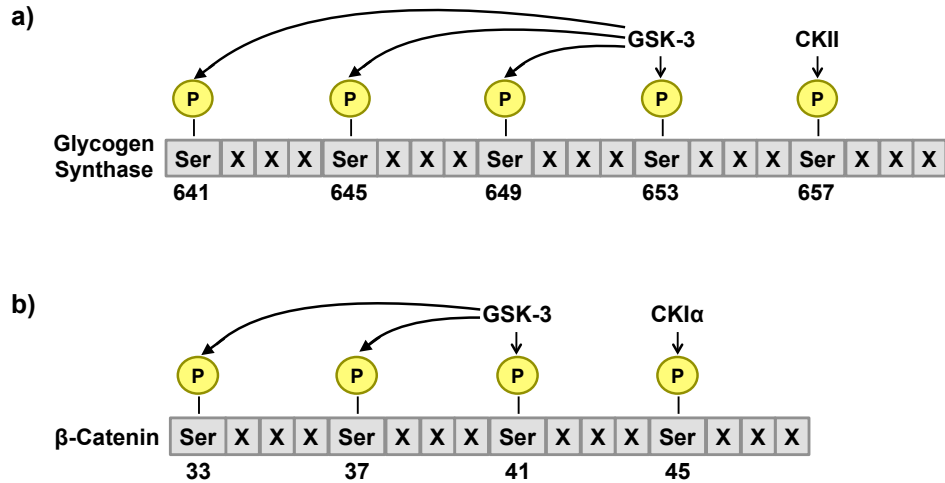 a)
GSK-3 CKII
P P P P P
Glycogen Synthase
Ser X X X Ser X X X Ser X X X Ser X X X Ser X X X
641 645 649 653 657
b)
GSK-3 CKIα
P P P P
β-Catenin Ser X X X Ser X X X Ser X X X Ser X X X
33 37 41 45